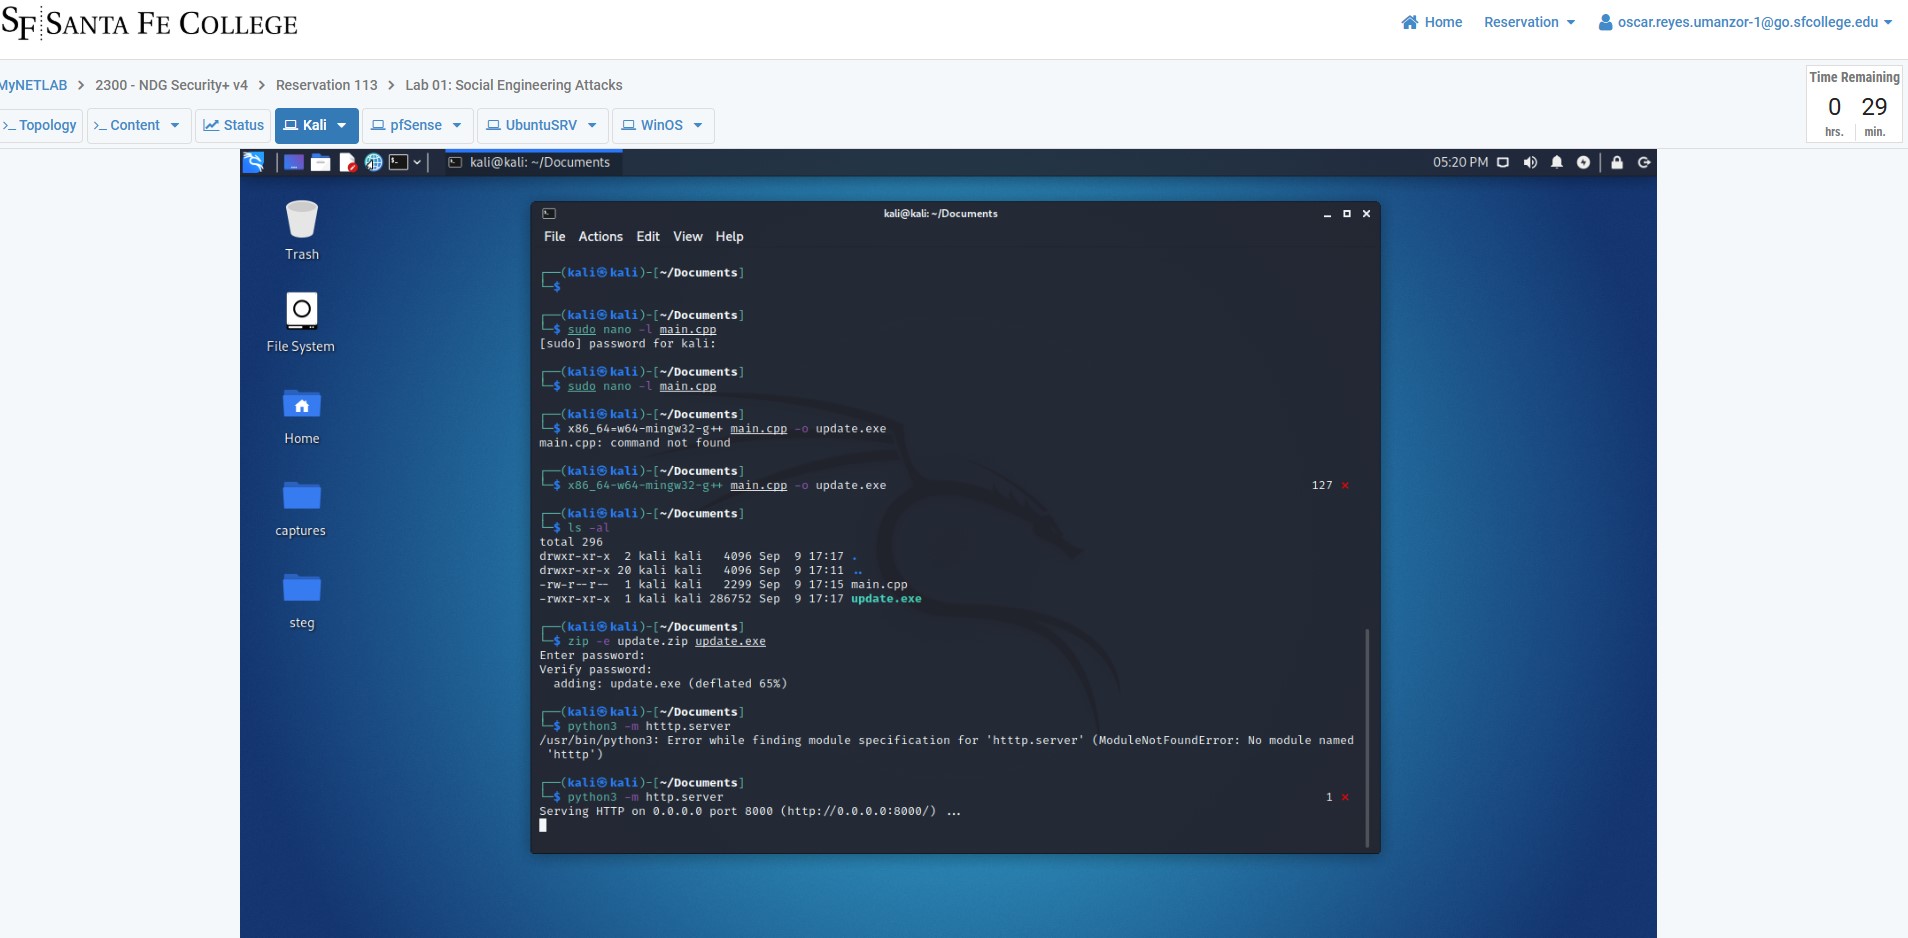 SF SANTA FE COLLEGE
Home Reservation oscar.reyes.umanzor-1@go.sfcollege.edu
MyNETLAB > 2300 - NDG Security+ v4 > Reservation 113 > Lab 01: Social Engineering Attacks
Time Remaining
0 29
hrs. min.
>_ Topology >_ Content Status Kali pfSense UbuntuSRV WinOS
kali@kali: ~/Documents 05:20 PM
Trash
File System
Home
captures
steg
kali@kali: ~/Documents
File Actions Edit View Help
┌──(kali㉿kali)-[~/Documents]
└─$
┌──(kali㉿kali)-[~/Documents]
└─$ sudo nano -l main.cpp
[sudo] password for kali:
┌──(kali㉿kali)-[~/Documents]
└─$ sudo nano -l main.cpp
┌──(kali㉿kali)-[~/Documents]
└─$ x86_64=w64-mingw32-g++ main.cpp -o update.exe
main.cpp: command not found
┌──(kali㉿kali)-[~/Documents]
└─$ x86_64-w64-mingw32-g++ main.cpp -o update.exe 127 ×
┌──(kali㉿kali)-[~/Documents]
└─$ ls -al
total 296
drwxr-xr-x 2 kali kali 4096 Sep 9 17:17 .
drwxr-xr-x 20 kali kali 4096 Sep 9 17:11 ..
-rw-r--r-- 1 kali kali 2299 Sep 9 17:15 main.cpp
-rwxr-xr-x 1 kali kali 286752 Sep 9 17:17 update.exe
┌──(kali㉿kali)-[~/Documents]
└─$ zip -e update.zip update.exe
Enter password:
Verify password:
adding: update.exe (deflated 65%)
┌──(kali㉿kali)-[~/Documents]
└─$ python3 -m htttp.server
/usr/bin/python3: Error while finding module specification for 'htttp.server' (ModuleNotFoundError: No module named
'htttp')
┌──(kali㉿kali)-[~/Documents]
└─$ python3 -m http.server 1 ×
Serving HTTP on 0.0.0.0 port 8000 (http://0.0.0.0:8000/) ...